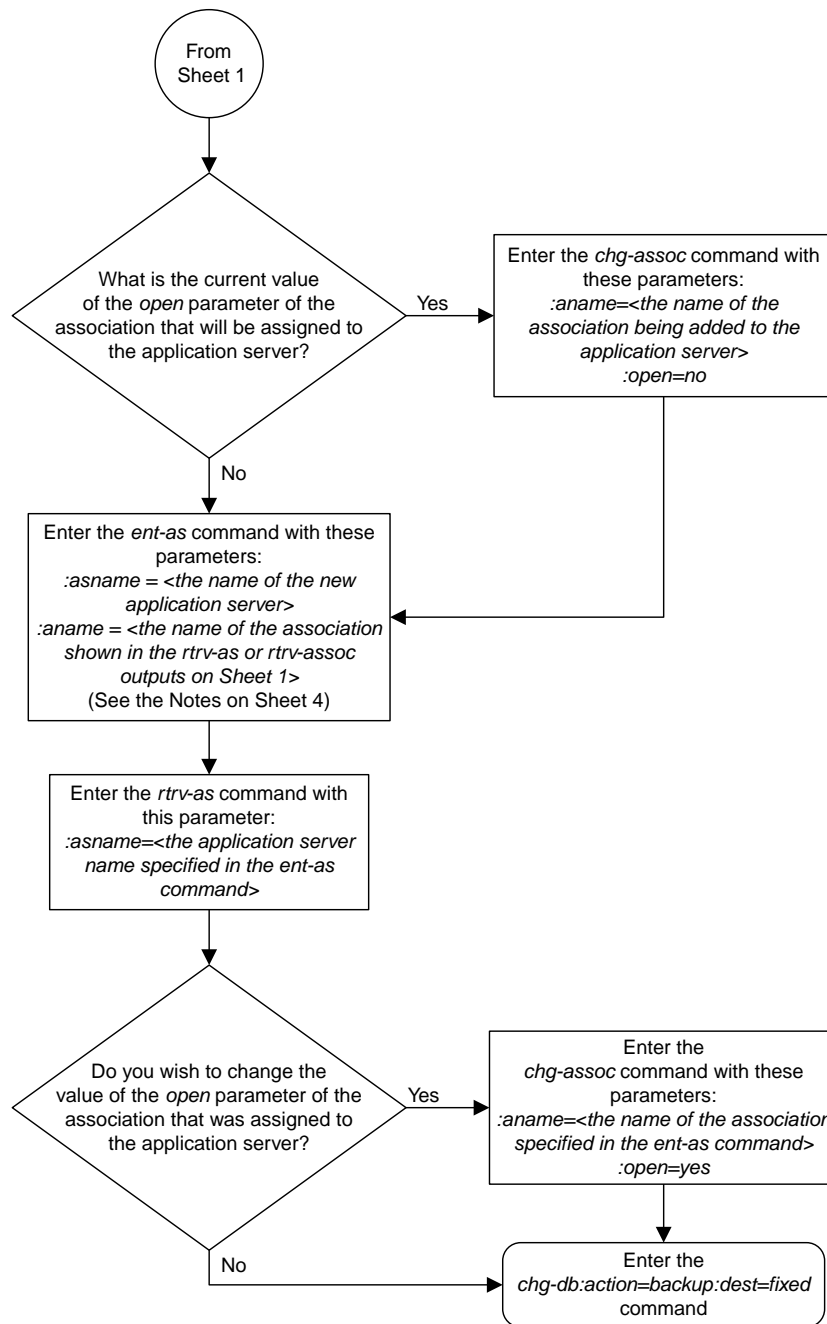 From
Sheet 1
What is the current value
of the open parameter of the
association that will be assigned to
the application server?
Yes
Enter the chg-assoc command with
these parameters:
:aname=<the name of the
association being added to the
application server>
:open=no
No
Enter the ent-as command with these
parameters:
:asname = <the name of the new
application server>
:aname = <the name of the association
shown in the rtrv-as or rtrv-assoc
outputs on Sheet 1>
(See the Notes on Sheet 4)
Enter the rtrv-as command with
this parameter:
:asname=<the application server
name specified in the ent-as
command>
Do you wish to change the
value of the open parameter of the
association that was assigned to
the application server?
Yes
Enter the
chg-assoc command with these
parameters:
:aname=<the name of the association
specified in the ent-as command>
:open=yes
No
Enter the
chg-db:action=backup:dest=fixed
command